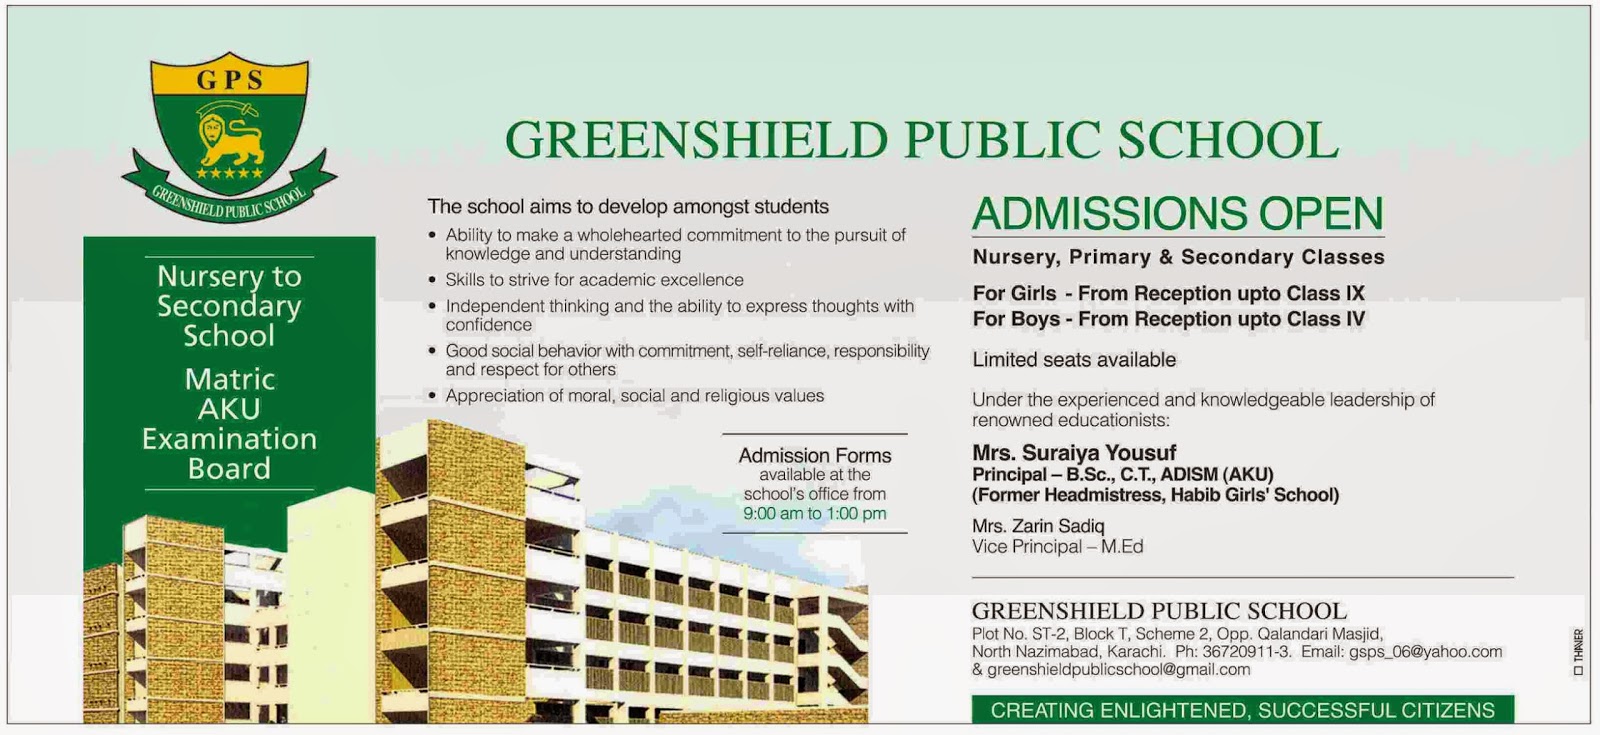 GPS
GREENSHIELD PUBLIC SCHOOL
Nursery to
Secondary
School
Matric
AKU
Examination
Board
GREENSHIELD PUBLIC SCHOOL
The school aims to develop amongst students
• Ability to make a wholehearted commitment to the pursuit of
knowledge and understanding
• Skills to strive for academic excellence
• Independent thinking and the ability to express thoughts with
confidence
• Good social behavior with commitment, self-reliance, responsibility
and respect for others
• Appreciation of moral, social and religious values
Admission Forms
available at the
school's office from
9:00 am to 1:00 pm
ADMISSIONS OPEN
Nursery, Primary & Secondary Classes
For Girls - From Reception upto Class IX
For Boys - From Reception upto Class IV
Limited seats available
Under the experienced and knowledgeable leadership of
renowned educationists:
Mrs. Suraiya Yousuf
Principal – B.Sc., C.T., ADISM (AKU)
(Former Headmistress, Habib Girls' School)
Mrs. Zarin Sadiq
Vice Principal – M.Ed
GREENSHIELD PUBLIC SCHOOL
Plot No. ST-2, Block T, Scheme 2, Opp. Qalandari Masjid,
North Nazimabad, Karachi. Ph: 36720911-3. Email: gsps_06@yahoo.com
& greenshieldpublicschool@gmail.com
CREATING ENLIGHTENED, SUCCESSFUL CITIZENS
THINER